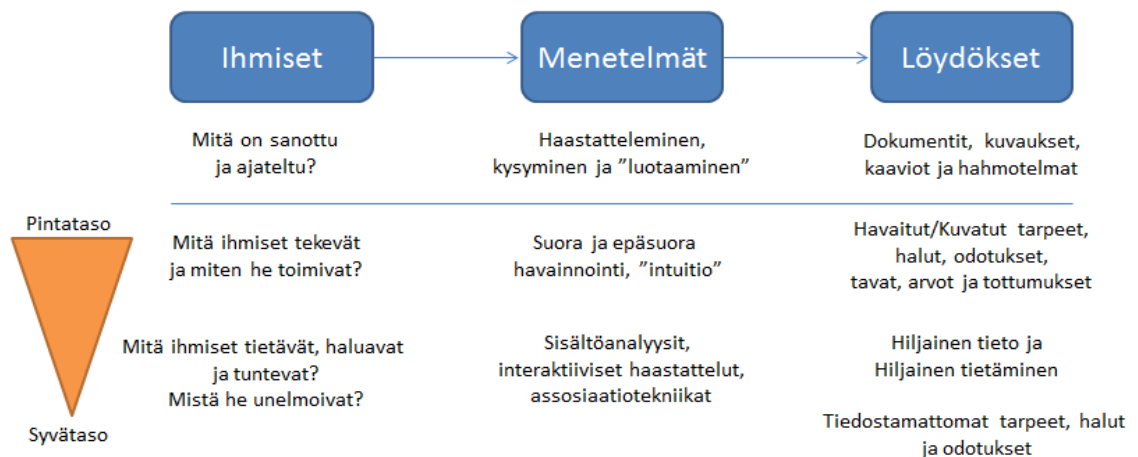 Ihmiset
Menetelmät
Löydökset
Mitä on sanottu
ja ajateltu?
Haastatteleminen,
kysyminen ja ”luotaaminen”
Dokumentit, kuvaukset,
kaaviot ja hahmotelmat
Pintataso
Mitä ihmiset tekevät
ja miten he toimivat?
Suora ja epäsuora
havainnointi, ”intuitio”
Havaitut/Kuvatut tarpeet,
halut, odotukset,
tavat, arvot ja tottumukset
Mitä ihmiset tietävät, haluavat
ja tuntevat?
Mistä he unelmoivat?
Sisältöanalyysit,
interaktiiviset haastattelut,
assosiaatiotekniikat
Hiljainen tieto ja
Hiljainen tietäminen
Syvätaso
Tiedostamattomat tarpeet, halut
ja odotukset